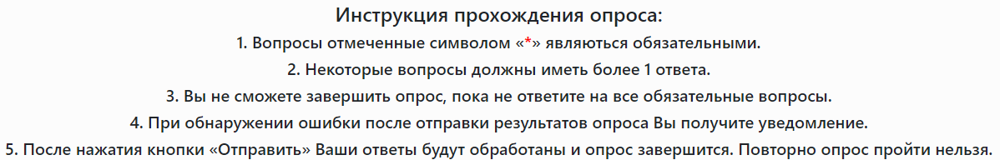 Инструкция прохождения опроса:
1. Вопросы отмеченные символом «*» являються обязательными.
2. Некоторые вопросы должны иметь более 1 ответа.
3. Вы не сможете завершить опрос, пока не ответите на все обязательные вопросы.
4. При обнаружении ошибки после отправки результатов опроса Вы получите уведомление.
5. После нажатия кнопки «Отправить» Ваши ответы будут обработаны и опрос завершится. Повторно опрос пройти нельзя.